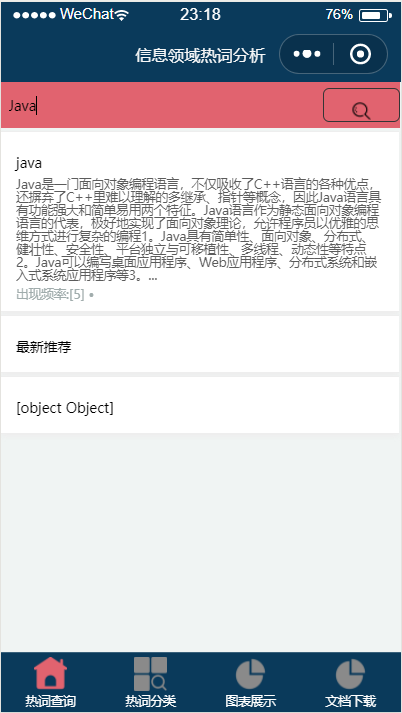 ●●●●● WeChat 23:18 76%
信息领域热词分析
Java
java
Java是一门面向对象编程语言，不仅吸收了C++语言的各种优点，
还摒弃了C++里难以理解的多继承、指针等概念，因此Java语言具
有功能强大和简单易用两个特征。Java语言作为静态面向对象编程
语言的代表，极好地实现了面向对象理论，允许程序员以优雅的思
维方式进行复杂的编程1。Java具有简单性、面向对象、分布式、
健壮性、安全性、平台独立与可移植性、多线程、动态性等特点
2。Java可以编写桌面应用程序、Web应用程序、分布式系统和嵌
入式系统应用程序等3。...
出现频率:[5] •
最新推荐
[object Object]
热词查询 热词分类 图表展示 文档下载